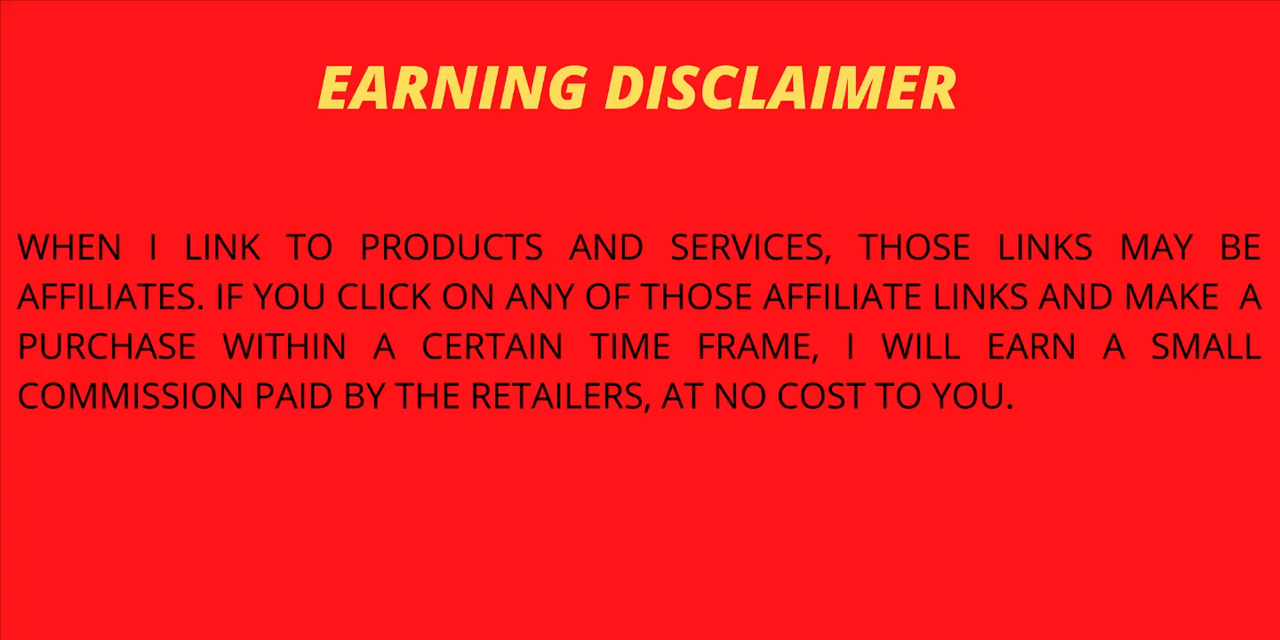 EARNING DISCLAIMER
WHEN I LINK TO PRODUCTS AND SERVICES, THOSE LINKS MAY BE
AFFILIATES. IF YOU CLICK ON ANY OF THOSE AFFILIATE LINKS AND MAKE A
PURCHASE WITHIN A CERTAIN TIME FRAME, I WILL EARN A SMALL
COMMISSION PAID BY THE RETAILERS, AT NO COST TO YOU.